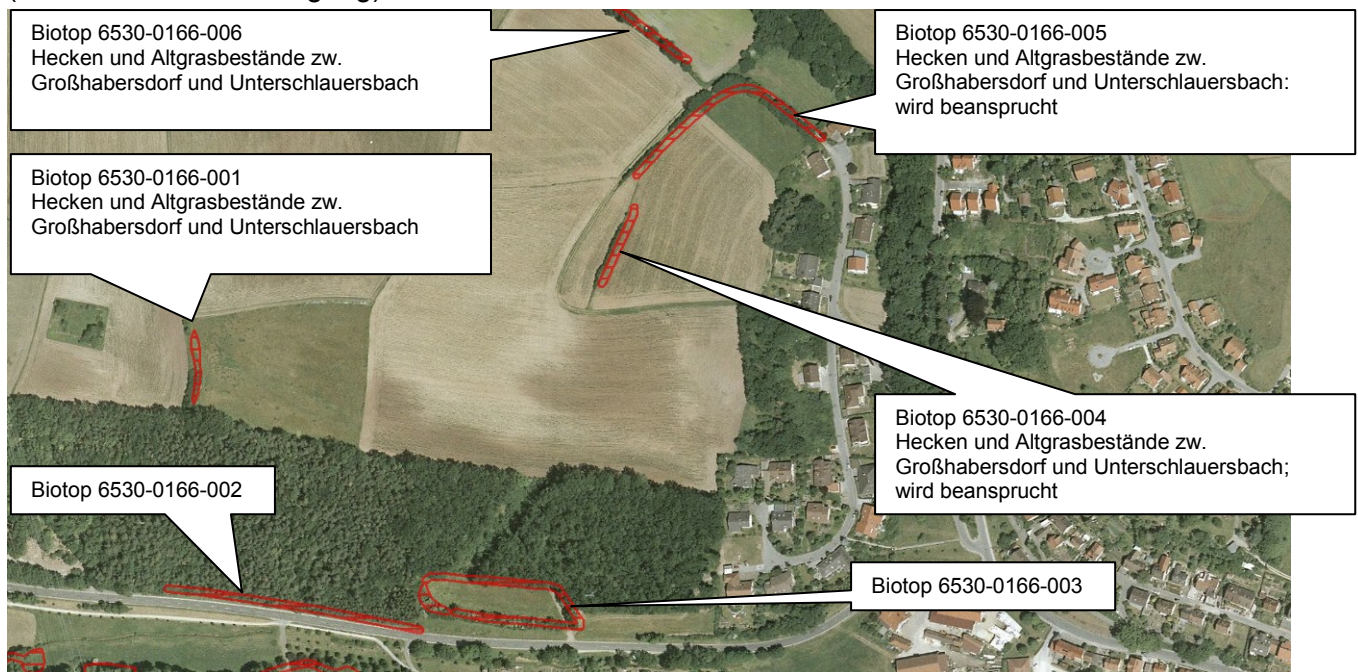 Biotop 6530-0166-006
Hecken und Altgrasbestände zw.
Großhabersdorf und Unterschlauersbach
Biotop 6530-0166-005
Hecken und Altgrasbestände zw.
Großhabersdorf und Unterschlauersbach:
wird beansprucht
Biotop 6530-0166-001
Hecken und Altgrasbestände zw.
Großhabersdorf und Unterschlauersbach
Biotop 6530-0166-004
Hecken und Altgrasbestände zw.
Großhabersdorf und Unterschlauersbach;
wird beansprucht
Biotop 6530-0166-002
Biotop 6530-0166-003